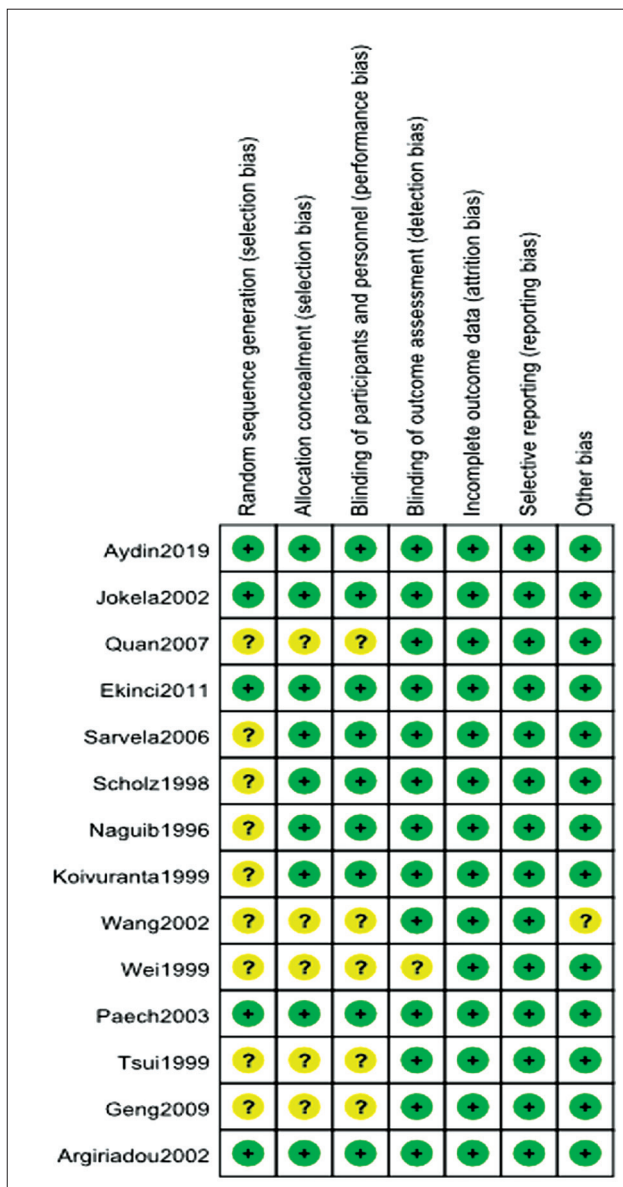 Random sequence generation (selection bias)
Allocation concealment (selection bias)
Blinding of participants and personnel (performance bias)
Blinding of outcome assessment (detection bias)
Incomplete outcome data (attrition bias)
Selective reporting (reporting bias)
Other bias
Aydin2019 + + + + + + +
Jokela2002 + + + + + + +
Quan2007 ? ? ? + + + +
Ekinci2011 + + + + + + +
Sarvela2006 ? + + + + + +
Scholz1998 ? + + + + + +
Naguib1996 ? + + + + + +
Koivuranta1999 ? + + + + + +
Wang2002 ? ? ? + + + ?
Wei1999 ? ? ? ? + + +
Paech2003 + + + + + + +
Tsui1999 ? ? ? + + + +
Geng2009 ? ? ? + + + +
Argiriadou2002 + + + + + + +